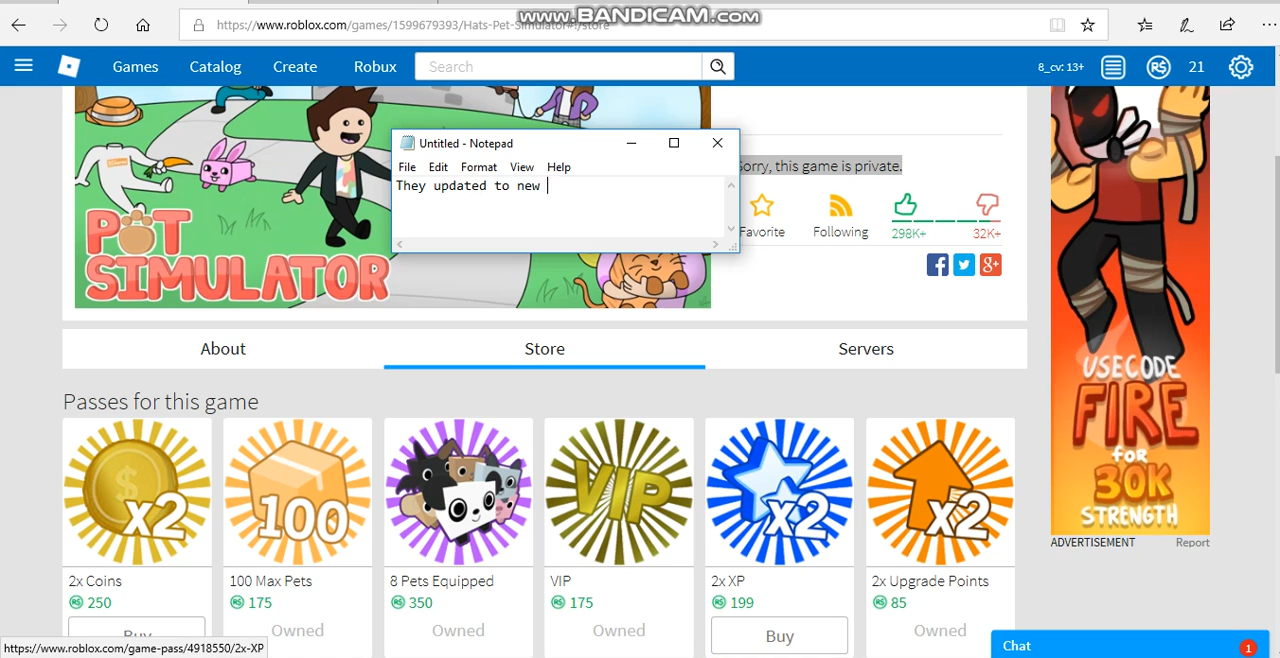 www.BANDICAM.com
https://www.roblox.com/games/1599679393/Hats-Pet-Simulator#!/store
Games
Catalog
Create
Robux
Search
8_cv: 13+
R$
21
Untitled - Notepad
File Edit Format View Help
They updated to new
Sorry, this game is private.
Favorite
Following
298K+
32K+
PET
SIMULATOR
About
Store
Servers
Passes for this game
x2
100
VIP
x2
x2
2x Coins
250
Buy
100 Max Pets
175
Owned
8 Pets Equipped
350
Owned
VIP
175
Owned
2x XP
199
Buy
2x Upgrade Points
85
Owned
USE CODE
FIRE
for
30K
STRENGTH
ADVERTISEMENT
Report
https://www.roblox.com/game-pass/4918550/2x-XP
Chat
1